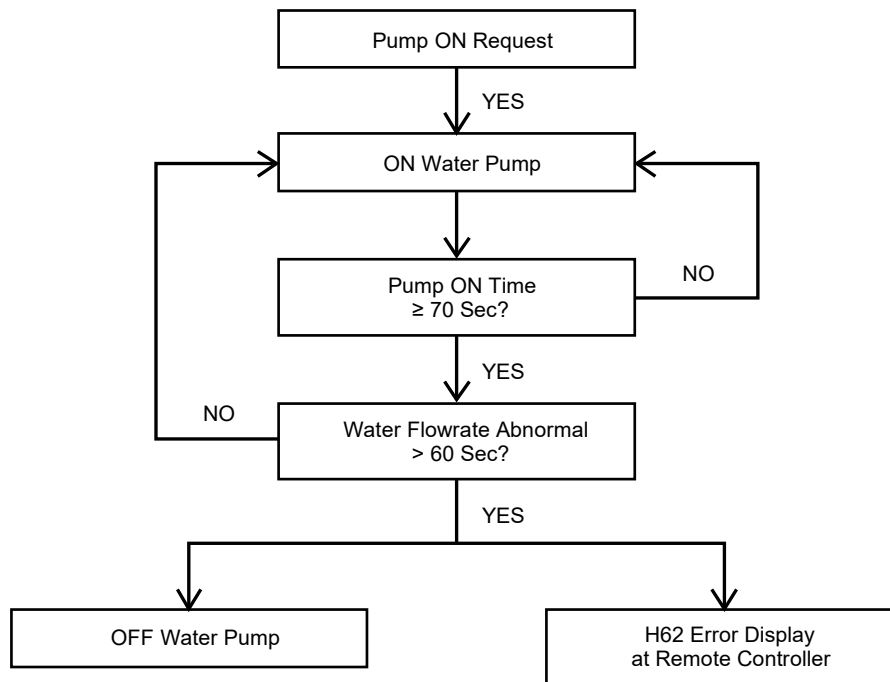 Pump ON Request
YES
ON Water Pump
Pump ON Time
≥ 70 Sec?
NO
YES
NO
Water Flowrate Abnormal
> 60 Sec?
YES
OFF Water Pump
H62 Error Display
at Remote Controller